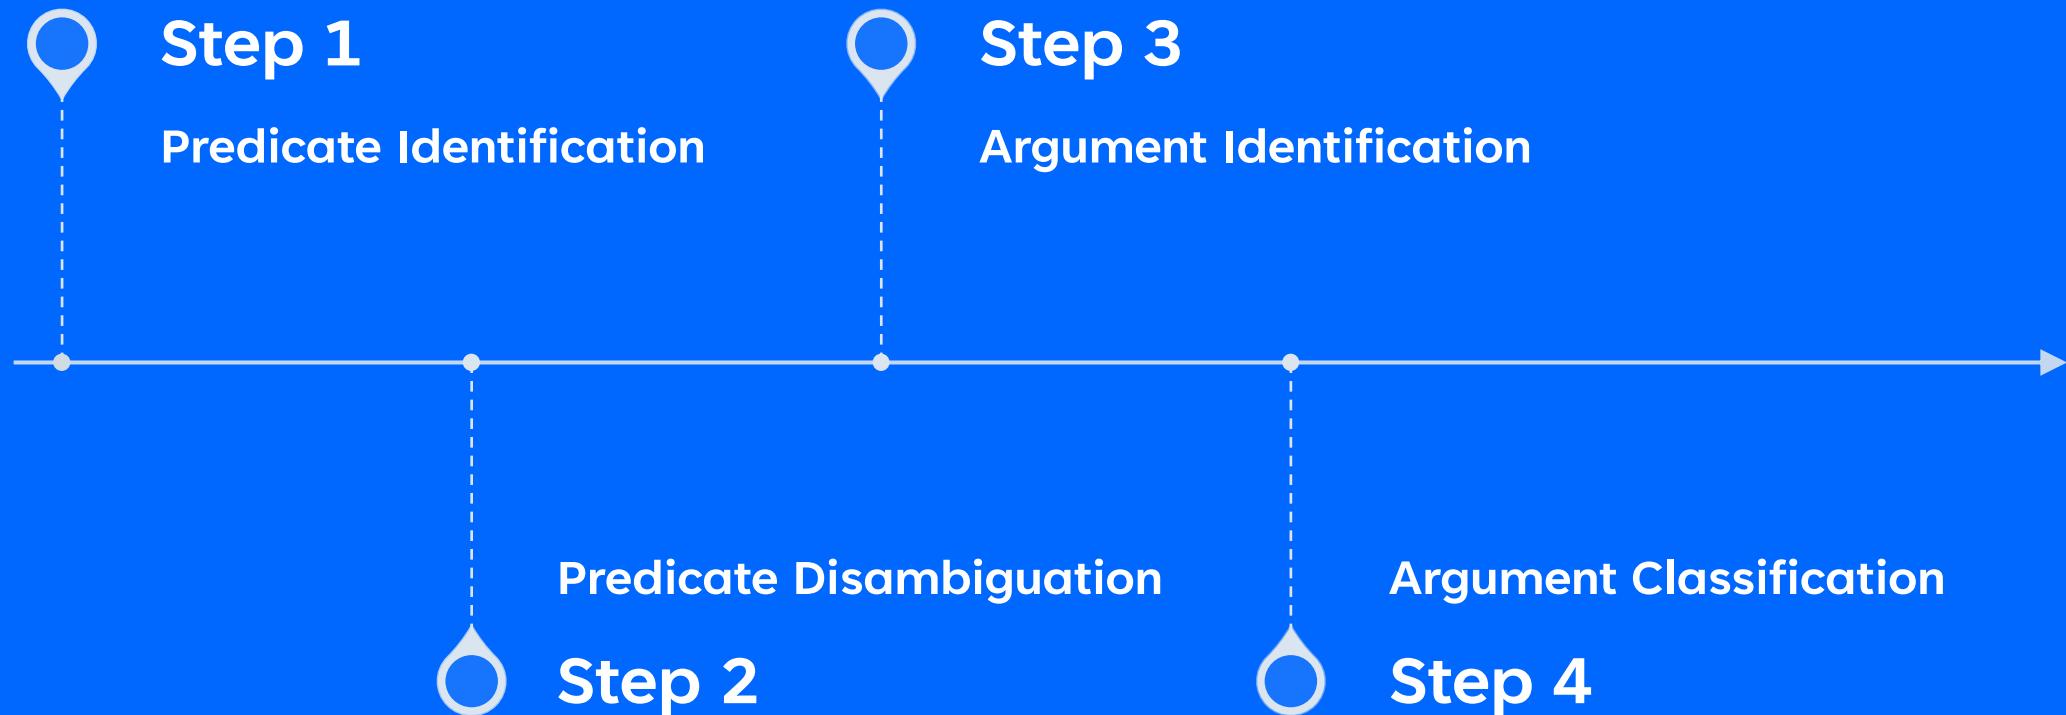 Step 1
Predicate Identification
Step 3
Argument Identification
Predicate Disambiguation
Step 2
Argument Classification
Step 4